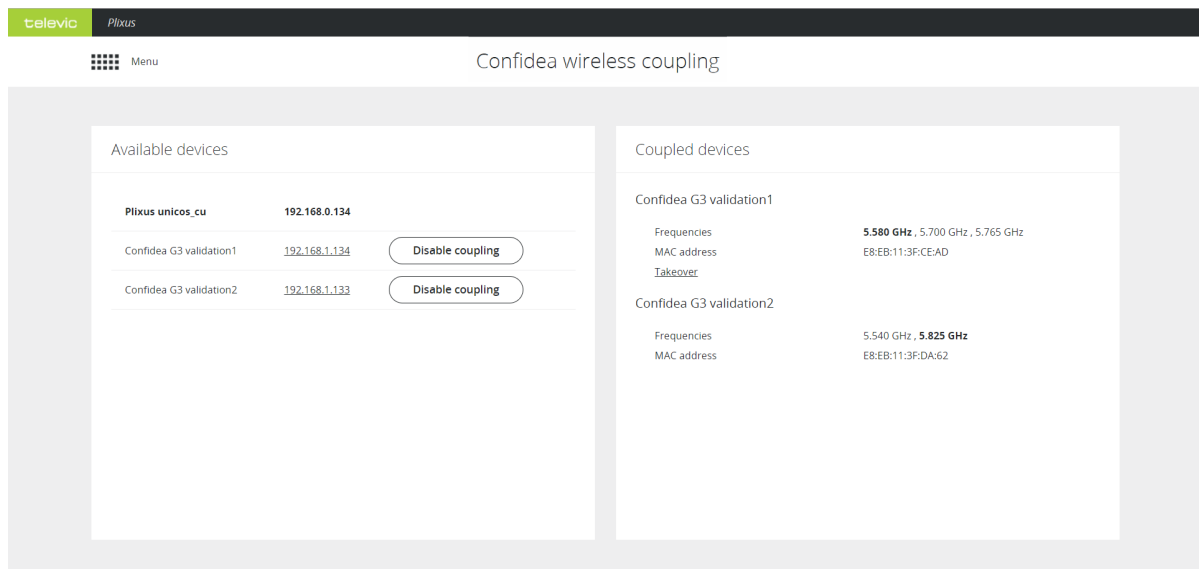 televic Plixus
Menu
Confidea wireless coupling
Available devices
Plixus unicos_cu 192.168.0.134
Confidea G3 validation1 192.168.1.134 Disable coupling
Confidea G3 validation2 192.168.1.133 Disable coupling
Coupled devices
Confidea G3 validation1
Frequencies 5.580 GHz , 5.700 GHz , 5.765 GHz
MAC address E8:EB:11:3F:CE:AD
Takeover
Confidea G3 validation2
Frequencies 5.540 GHz , 5.825 GHz
MAC address E8:EB:11:3F:DA:62